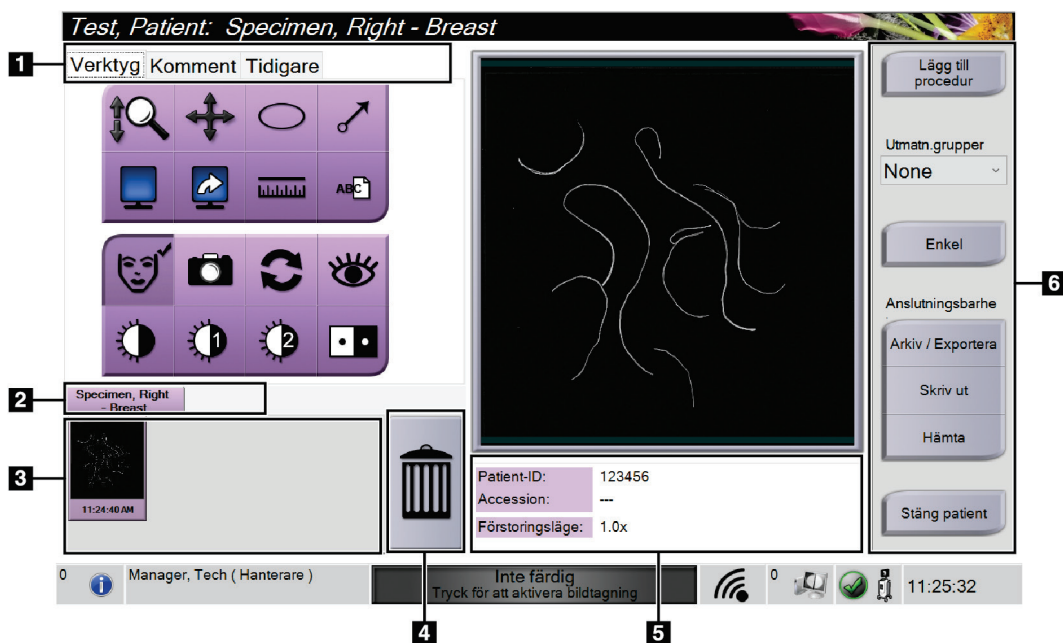 Test, Patient: Specimen, Right - Breast
1
Verktyg Komment Tidigare
ABC
1 2
2
Specimen, Right
- Breast
3
11:24:40 AM
Patient-ID: 123456
Accession: ---
Förstoringsläge: 1.0x
Lägg till
procedur
Utmatn.grupper
None
Enkel
6
Anslutningsbarhe
Arkiv / Exportera
Skriv ut
Hämta
Stäng patient
0 Manager, Tech ( Hanterare )
Inte färdig
Tryck för att aktivera bildtagning
0
11:25:32
4
5